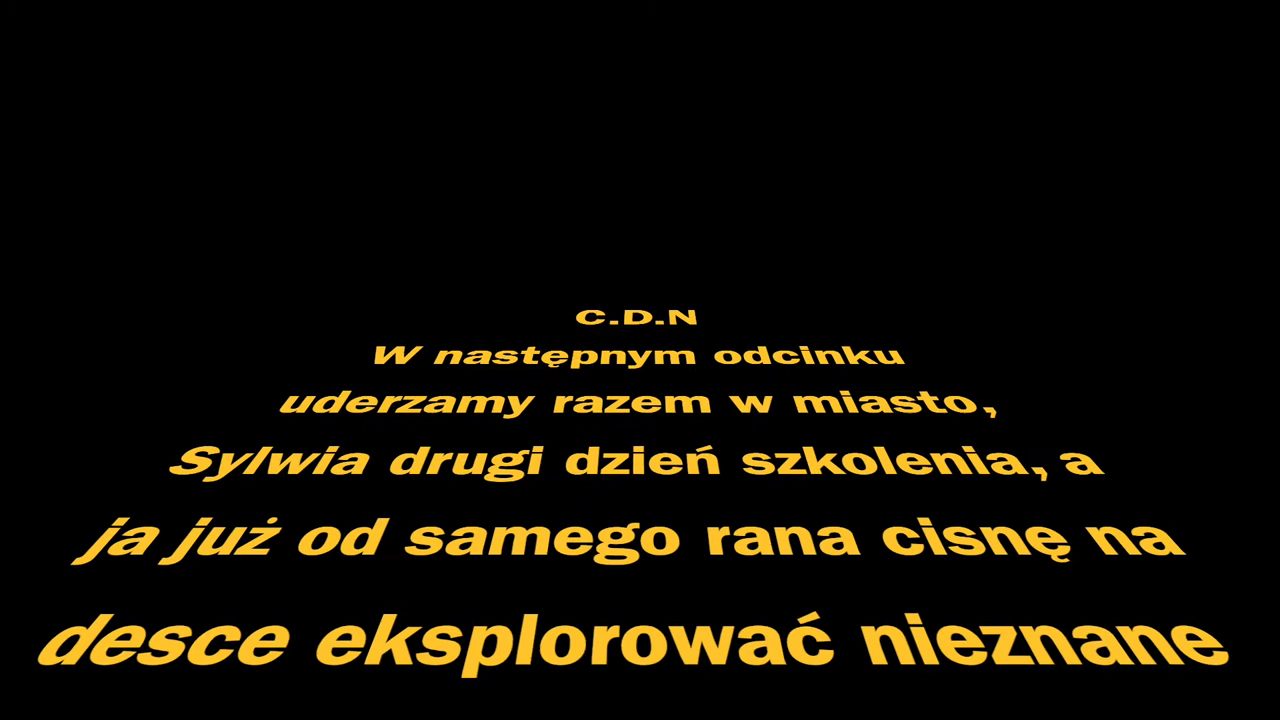 C.D.N
W następnym odcinku
uderzamy razem w miasto,
Sylwia drugi dzień szkolenia, a
ja już od samego rana cisnę na
desce eksplorować nieznane